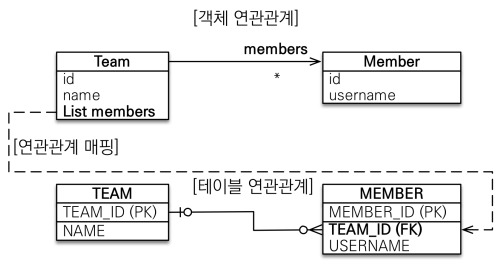 [객체 연관관계]
members
Team
Member
*
id
name
List members
id
username
[연관관계 매핑]
[테이블 연관관계]
TEAM
TEAM_ID (PK)
NAME
MEMBER
MEMBER_ID (PK)
TEAM_ID (FK)
USERNAME